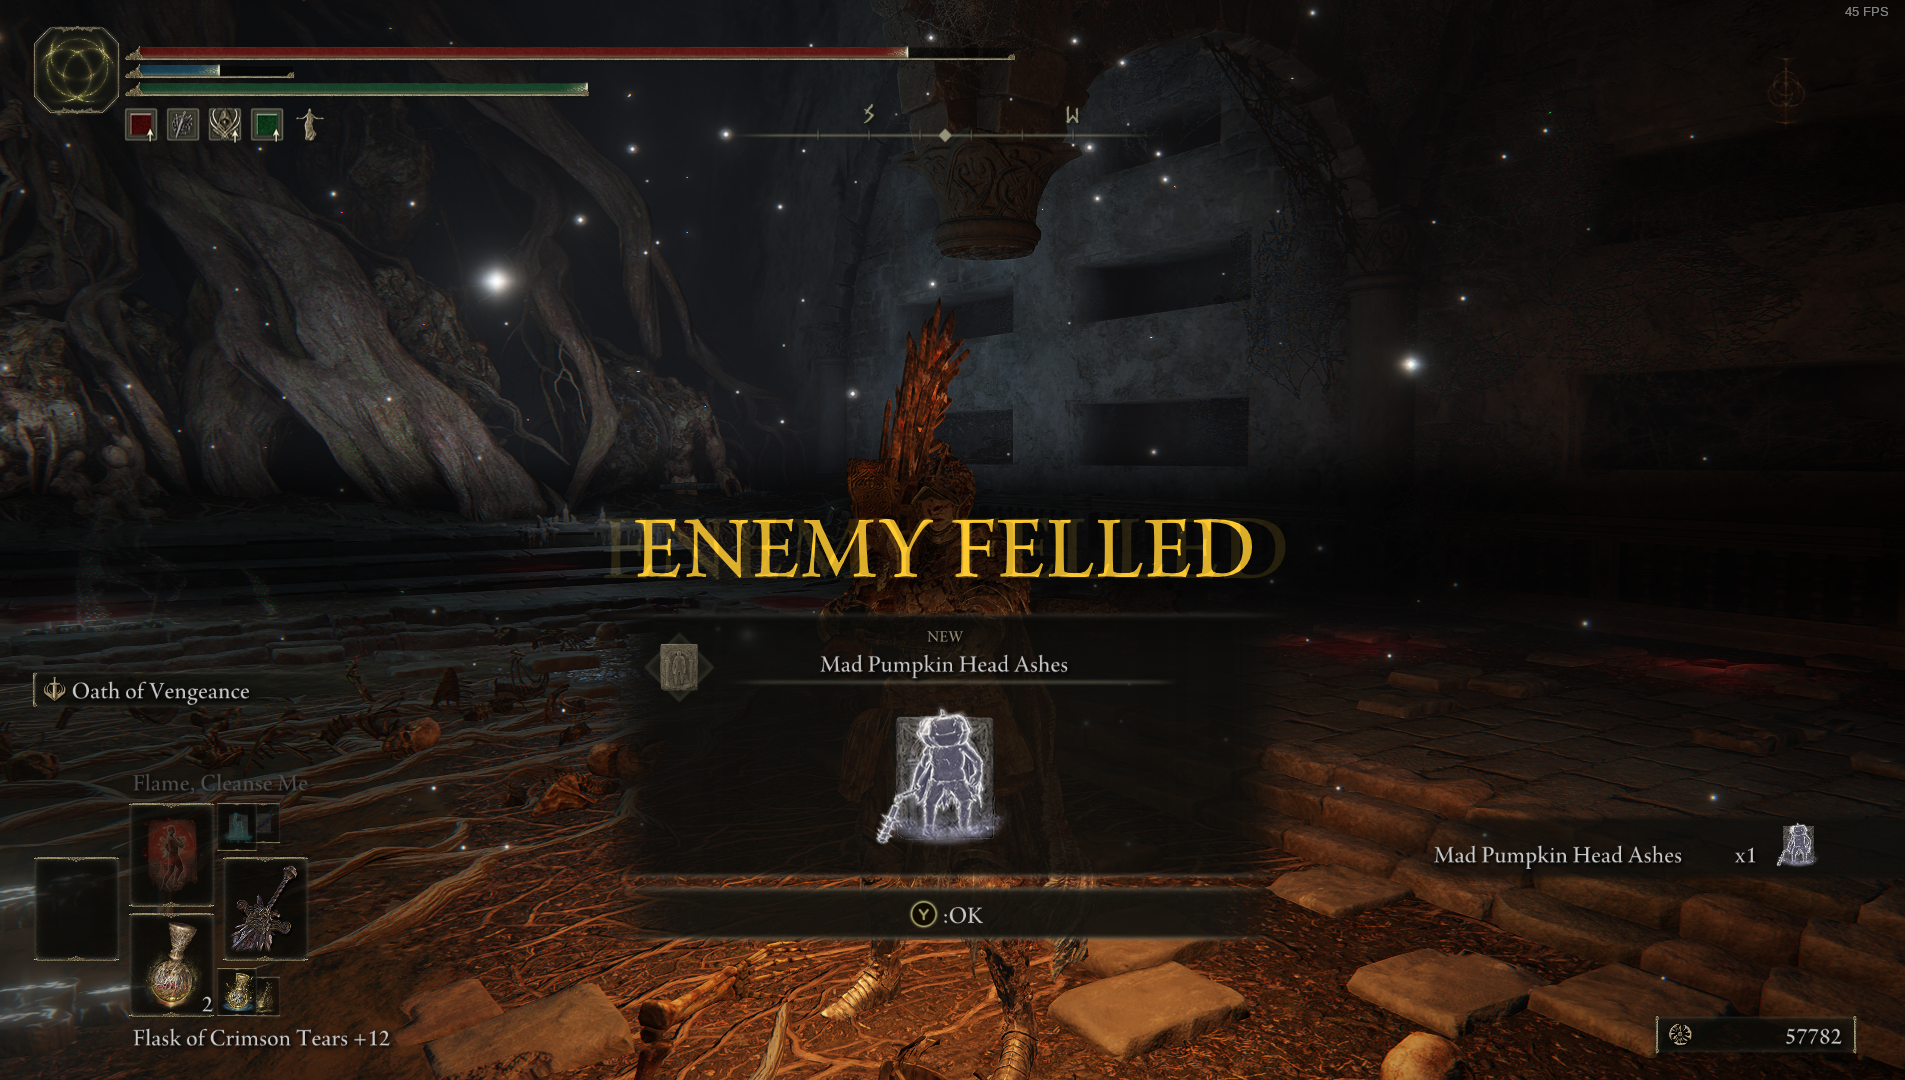 45 FPS
S
W
ENEMY FELLED
NEW
Mad Pumpkin Head Ashes
Oath of Vengeance
Flame, Cleanse Me
Mad Pumpkin Head Ashes x1
Y :OK
2
Flask of Crimson Tears +12
57782